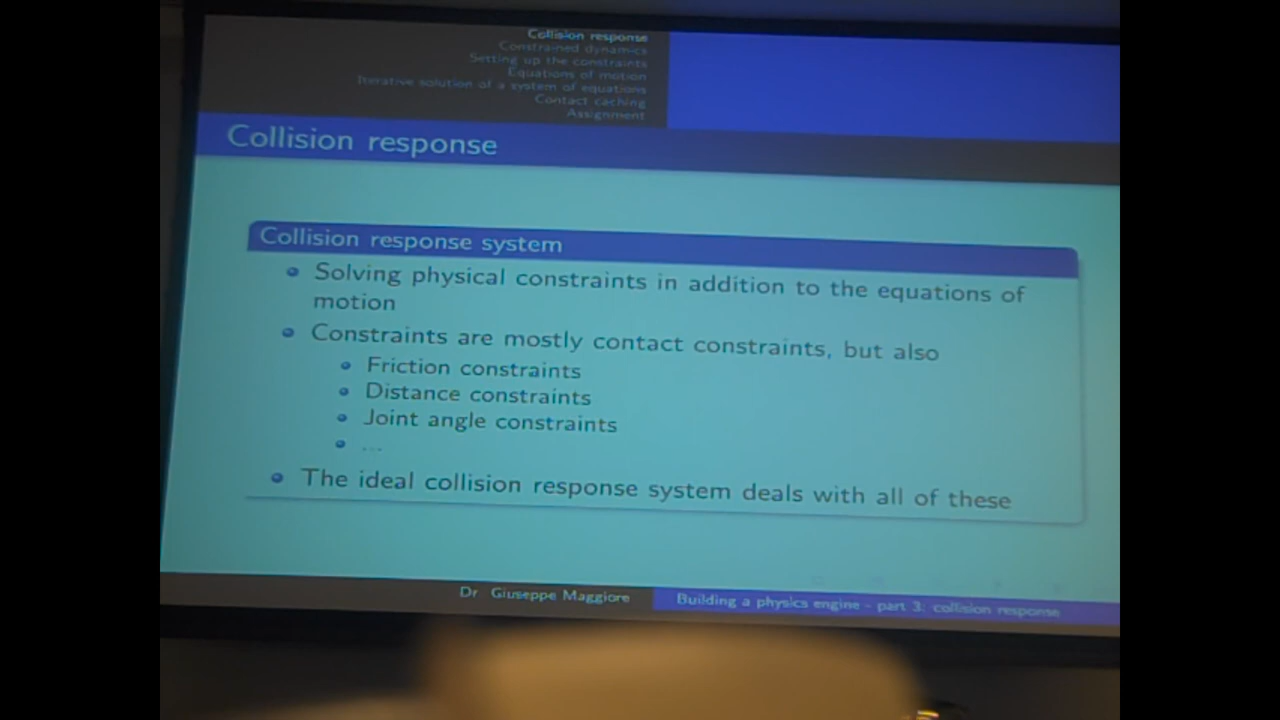 Collision response
Constrained dynamics
Setting up the constraints
Equations of motion
Iterative solution of a system of equations
Contact caching
Assignment
Collision response
Collision response system
Solving physical constraints in addition to the equations of
motion
Constraints are mostly contact constraints, but also
Friction constraints
Distance constraints
Joint angle constraints
...
The ideal collision response system deals with all of these
Dr Giuseppe Maggiore
Building a physics engine - part 3: collision response